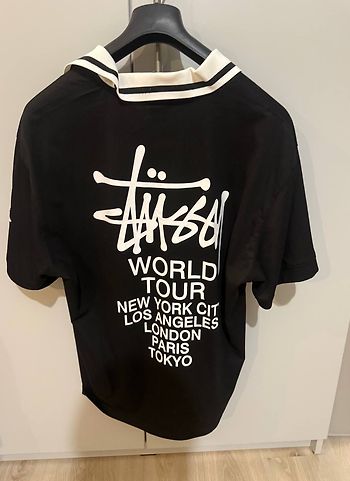 Stüssy
WORLD
TOUR
NEW YORK CITY
LOS ANGELES
LONDON
PARIS
TOKYO